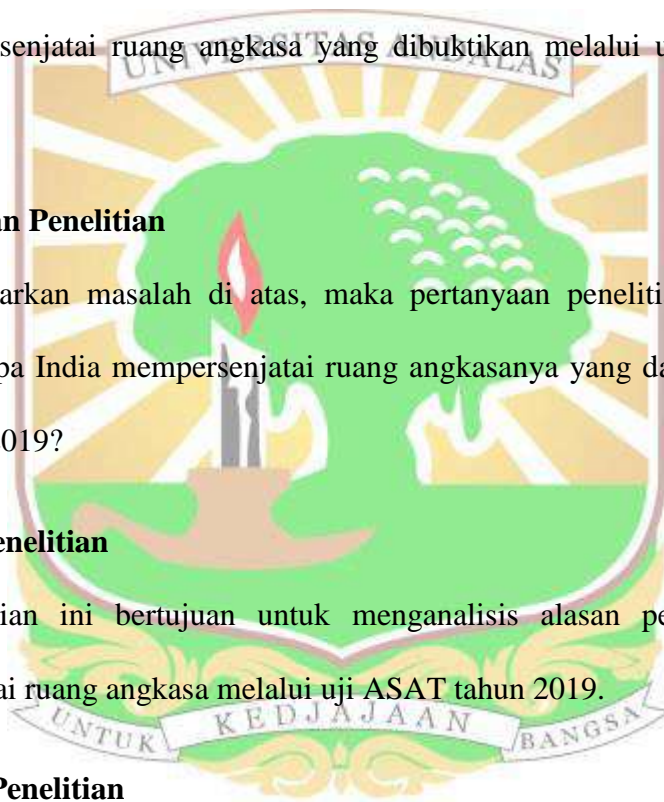 senjatai ruang angkasa yang dibuktikan melalui u
UNIVERSITAS ANDALAS
an Penelitian
arkan masalah di atas, maka pertanyaan peneliti
pa India mempersenjatai ruang angkasanya yang da
019?
enelitian
ian ini bertujuan untuk menganalisis alasan pe
ai ruang angkasa melalui uji ASAT tahun 2019.
UNTUK KEDJAJAAN BANGSA
Penelitian